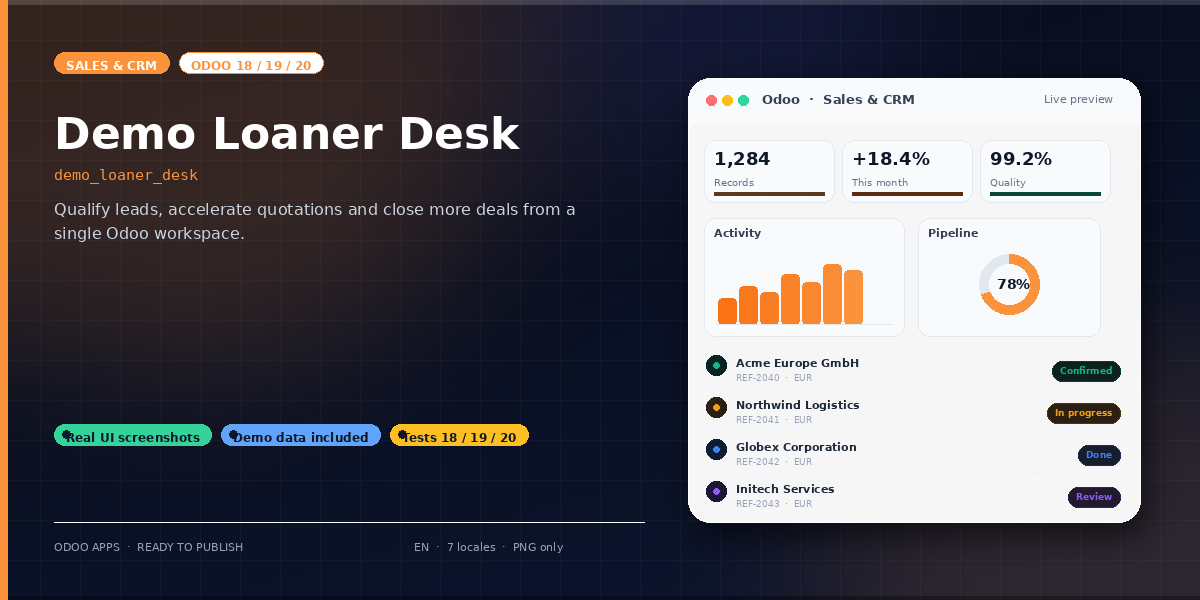 SALES & CRM
ODOO 18 / 19 / 20
Demo Loaner Desk
demo_loaner_desk
Qualify leads, accelerate quotations and close more deals from a
single Odoo workspace.
Real UI screenshots
Demo data included
Tests 18 / 19 / 20
ODOO APPS · READY TO PUBLISH
EN · 7 locales · PNG only
Odoo · Sales & CRM
Live preview
1,284
Records
+18.4%
This month
99.2%
Quality
Activity
Pipeline
78%
Acme Europe GmbH
REF-2040 · EUR
Confirmed
Northwind Logistics
REF-2041 · EUR
In progress
Globex Corporation
REF-2042 · EUR
Done
Initech Services
REF-2043 · EUR
Review